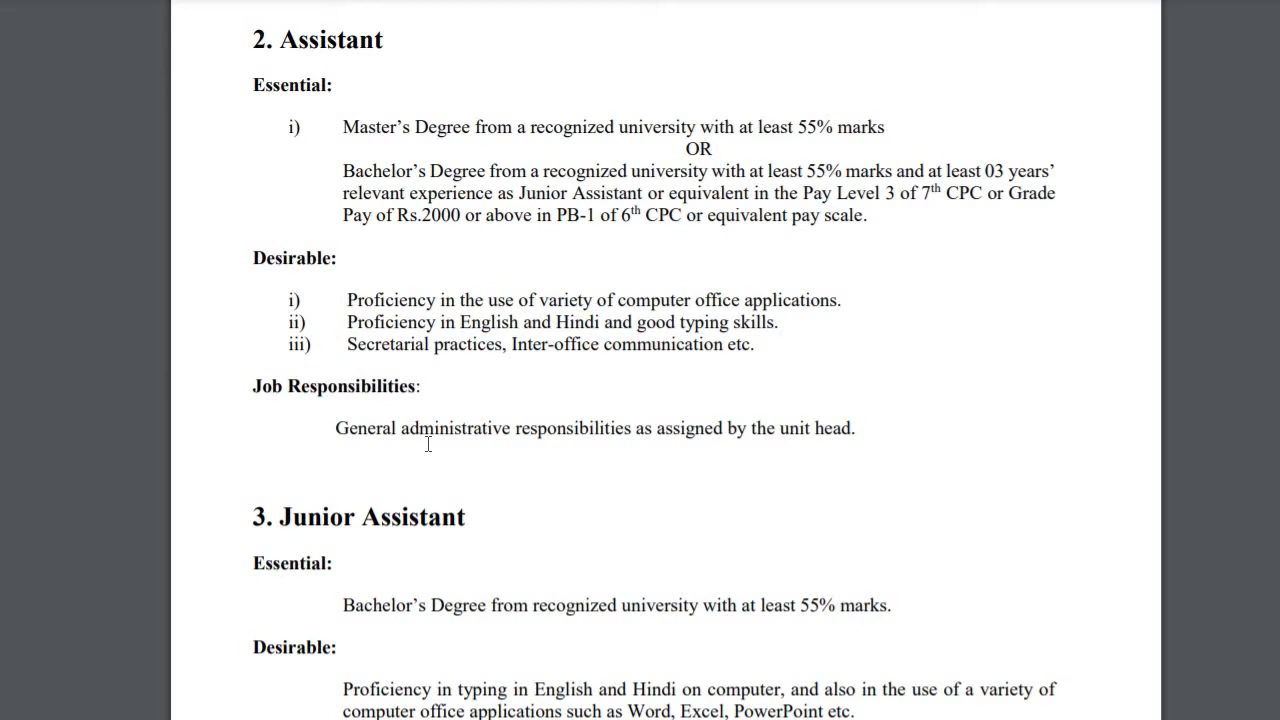 2. Assistant
Essential:
i) Master’s Degree from a recognized university with at least 55% marks
OR
Bachelor’s Degree from a recognized university with at least 55% marks and at least 03 years’
relevant experience as Junior Assistant or equivalent in the Pay Level 3 of 7th CPC or Grade
Pay of Rs.2000 or above in PB-1 of 6th CPC or equivalent pay scale.
Desirable:
i) Proficiency in the use of variety of computer office applications.
ii) Proficiency in English and Hindi and good typing skills.
iii) Secretarial practices, Inter-office communication etc.
Job Responsibilities:
General administrative responsibilities as assigned by the unit head.
3. Junior Assistant
Essential:
Bachelor’s Degree from recognized university with at least 55% marks.
Desirable:
Proficiency in typing in English and Hindi on computer, and also in the use of a variety of
computer office applications such as Word, Excel, PowerPoint etc.